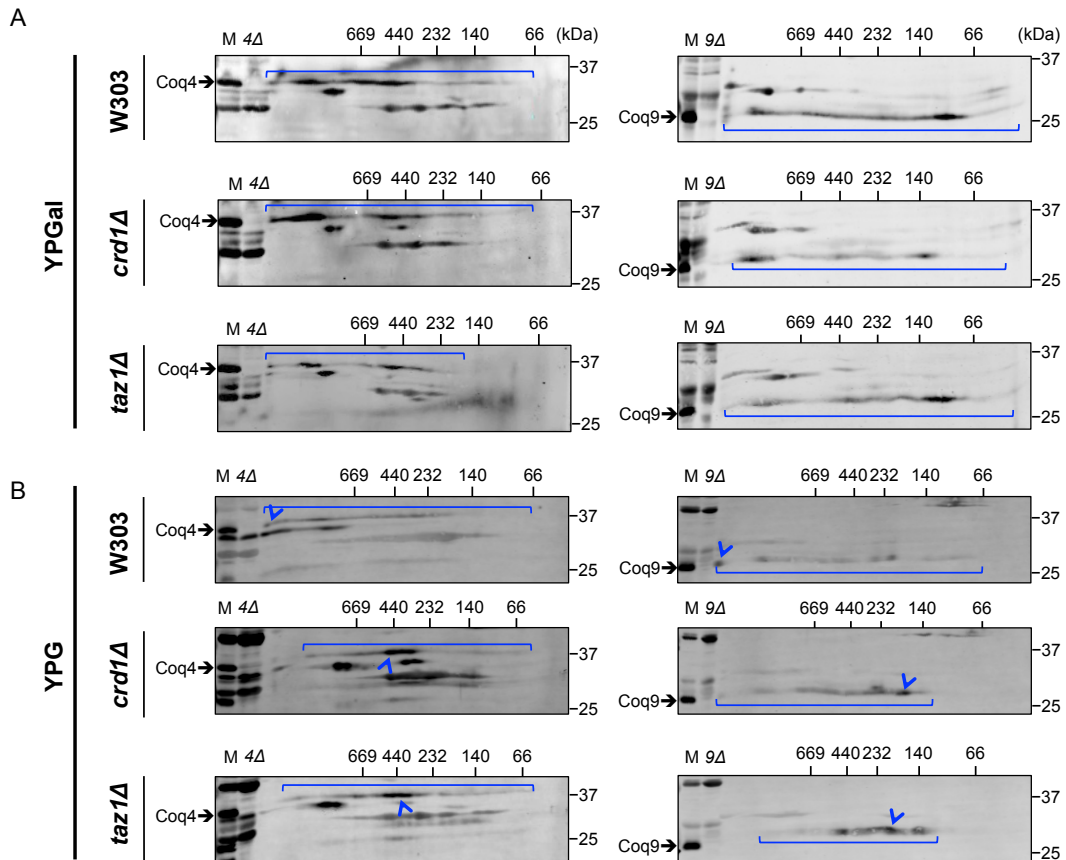 A
669 440 232 140 66 (kDa)
669 440 232 140 66 (kDa)
M 4Δ
M 9Δ
W303
Coq4
37
25
Coq9
37
25
669 440 232 140 66
669 440 232 140 66
M 4Δ
M 9Δ
YPGal
crd1Δ
Coq4
37
25
Coq9
37
25
669 440 232 140 66
669 440 232 140 66
M 4Δ
M 9Δ
taz1Δ
Coq4
37
25
Coq9
37
25
B
M 4Δ 669 440 232 140 66
M 9Δ 669 440 232 140 66
W303
Coq4
37
25
Coq9
37
25
M 4Δ 669 440 232 140 66
M 9Δ 669 440 232 140 66
YPG
crd1Δ
Coq4
37
25
Coq9
37
25
M 4Δ 669 440 232 140 66
M 9Δ 669 440 232 140 66
taz1Δ
Coq4
37
25
Coq9
37
25